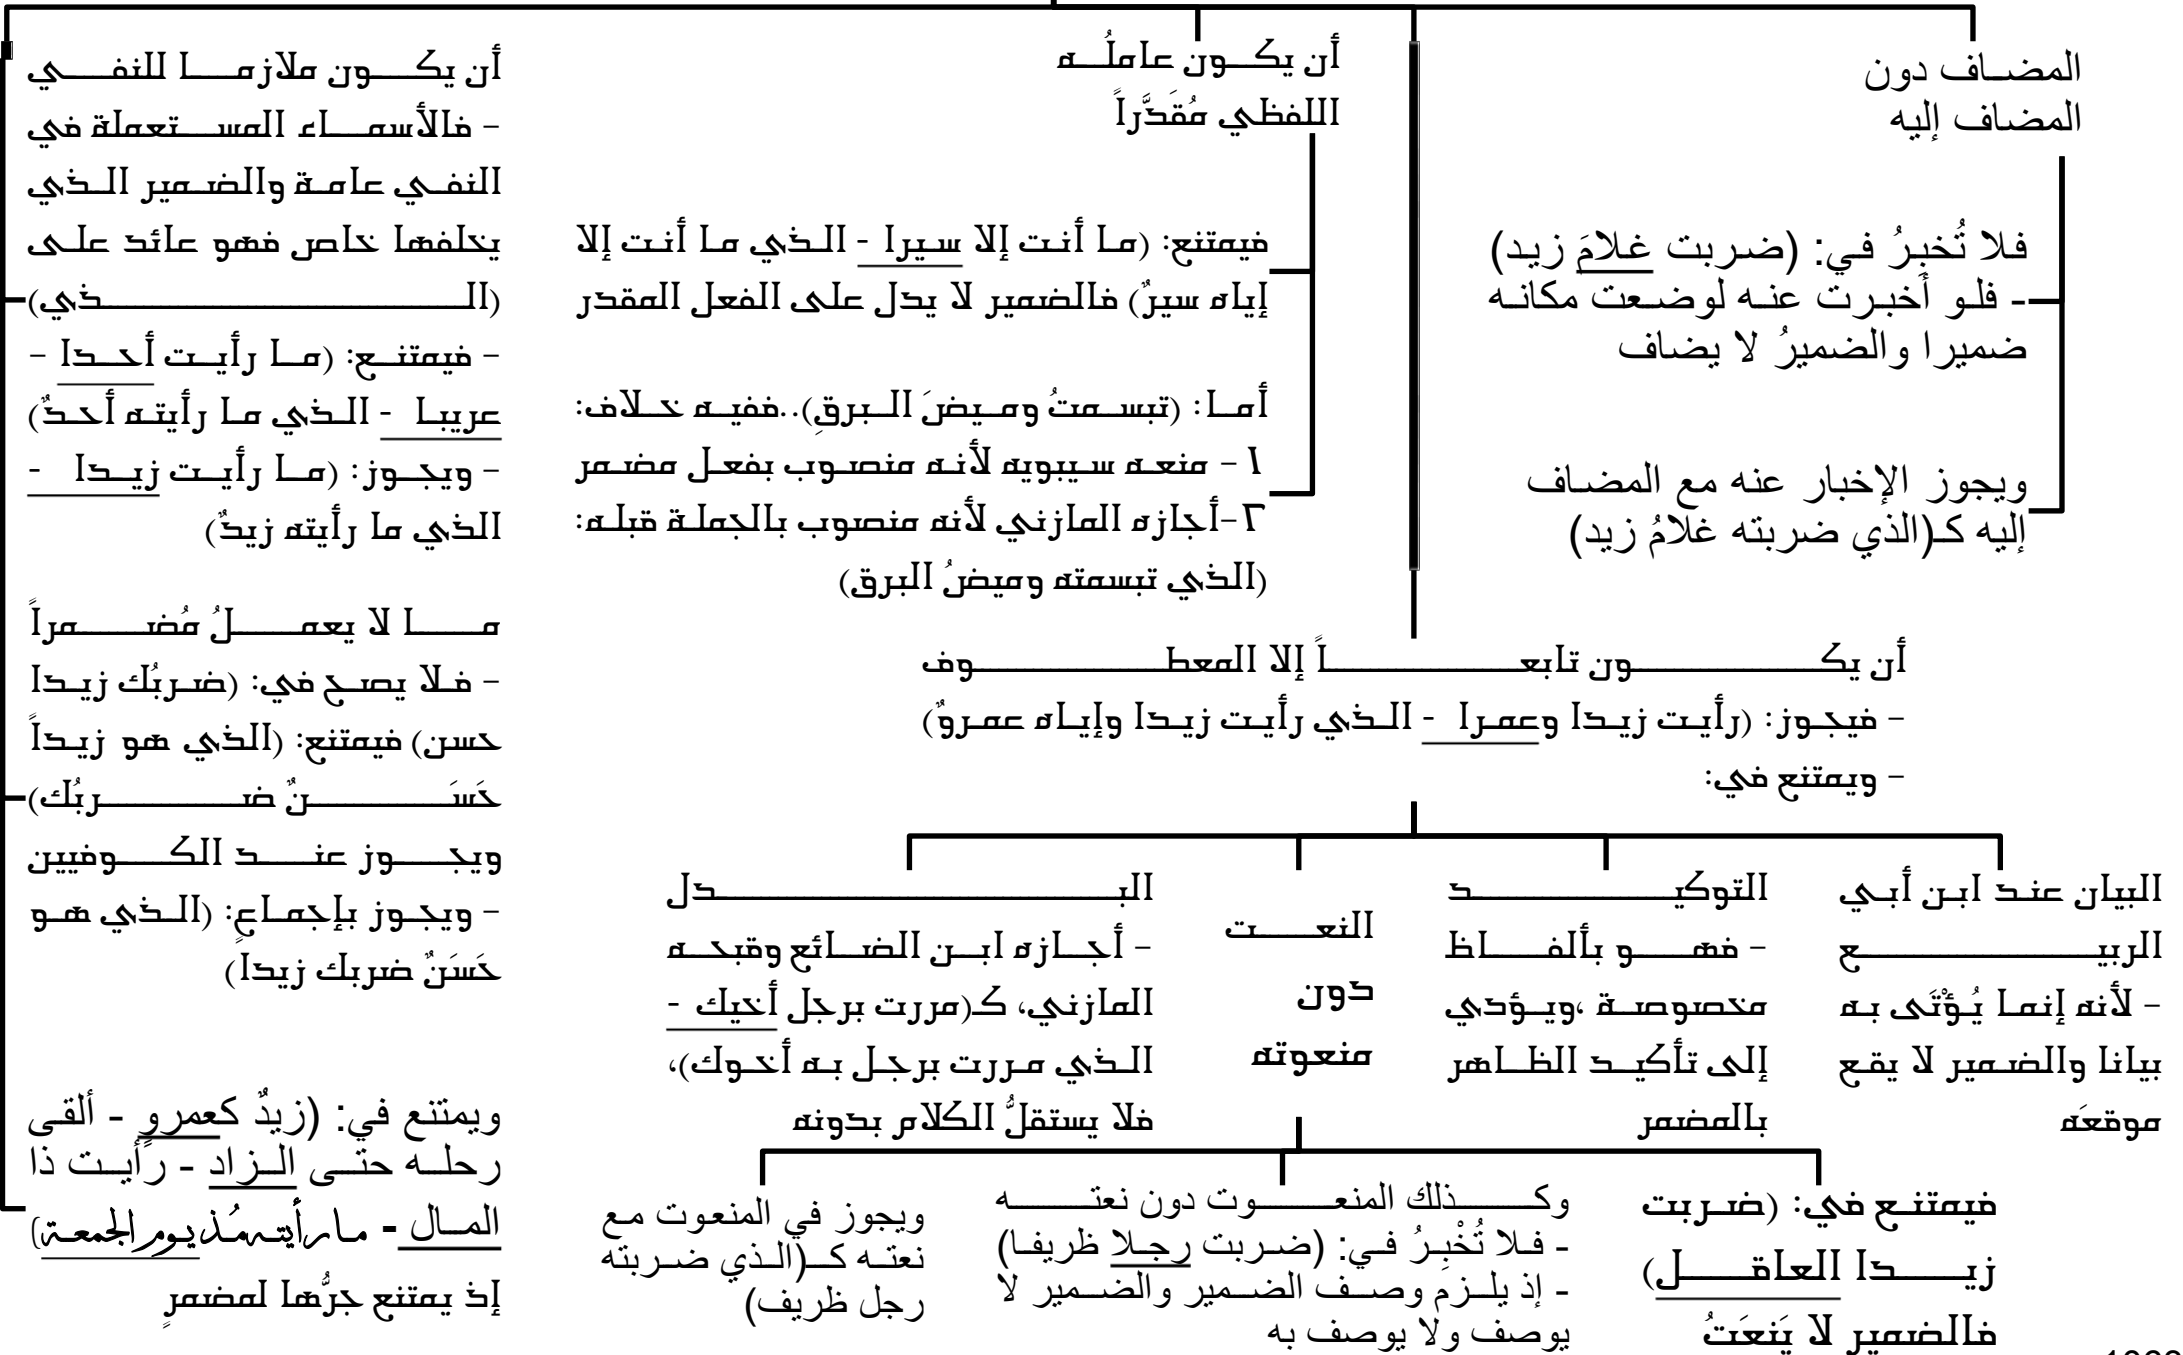 المضاف دون
المضاف إليه
فلا تُخبِرُ في: (ضربت غلامَ زيد)
- فلو أخبرت عنه لوضعت مكانه
ضميرا والضميرُ لا يضاف
ويجوز الإخبار عنه مع المضاف
إليه كـ(الذي ضربته غلامُ زيد)
أن يكون عاملُه
اللفظي مُقَدَّراً
فيمتنع: (ما أنت إلا سيرا - الذي ما أنت إلا
إياه سيرٌ) فالضمير لا يدل على الفعل المقدر
أما: (تبسمتُ وميضَ البرقِ)..ففيه خلاف:
١ - منعه سيبويه لأنه منصوب بفعل مضمر
٢-أجازه المازني لأنه منصوب بالجملة قبله:
(الذي تبسمته وميضُ البرق)
أن يكون ملازما للنفي
- فالأسماء المستعملة في
النفي عامة والضمير الذي
يخلفها خاص فهو عائد على
(الذي)
- فيمتنع: (ما رأيت أحدا -
عريبا - الذي ما رأيته أحدٌ)
- ويجوز: (ما رأيت زيدا -
الذي ما رأيته زيدٌ)
ما لا يعملُ مُضمراً
- فلا يصح في: (ضربُك زيدا
حسن) فيمتنع: (الذي هو زيداً
حَسَنٌ ضربُك)
ويجوز عند الكوفيين
- ويجوز بإجماعٍ: (الذي هو
حَسَنٌ ضربك زيدا)
ويمتنع في: (زيدٌ كعمرو - ألقى
رحله حتى الزاد - رأيت ذا
المال - ما رأيته مُذ يوم الجمعة)
إذ يمتنع جرُّها لمضمرٍ
أن يكون تابعاً إلا المعطوف
- فيجوز: (رأيت زيدا وعمرا - الذي رأيت زيدا وإياه عمروٌ)
- ويمتنع في:
البيان عند ابن أبي
الربيع
- لأنه إنما يُؤْتَى به
بيانا والضمير لا يقع
موقعَه
التوكيد
- فهو بألفاظ
مخصوصة ،ويؤدي
إلى تأكيد الظاهر
بالمضمر
النعت
دون
منعوته
البدل
- أجازه ابن الضائع وقبحه
المازني، كـ(مررت برجل أخيك -
الذي مررت برجل به أخوك)،
فلا يستقلُّ الكلام بدونه
فيمتنع في: (ضربت
زيدا العاقل)
فالضمير لا يَنعَتُ
وكذلك المنعوت دون نعته
- فلا تُخْبِرُ في: (ضربت رجلا ظريفا)
- إذ يلزم وصف الضمير والضمير لا
يوصف ولا يوصف به
ويجوز في المنعوت مع
نعته كـ(الذي ضربته
رجل ظريف)